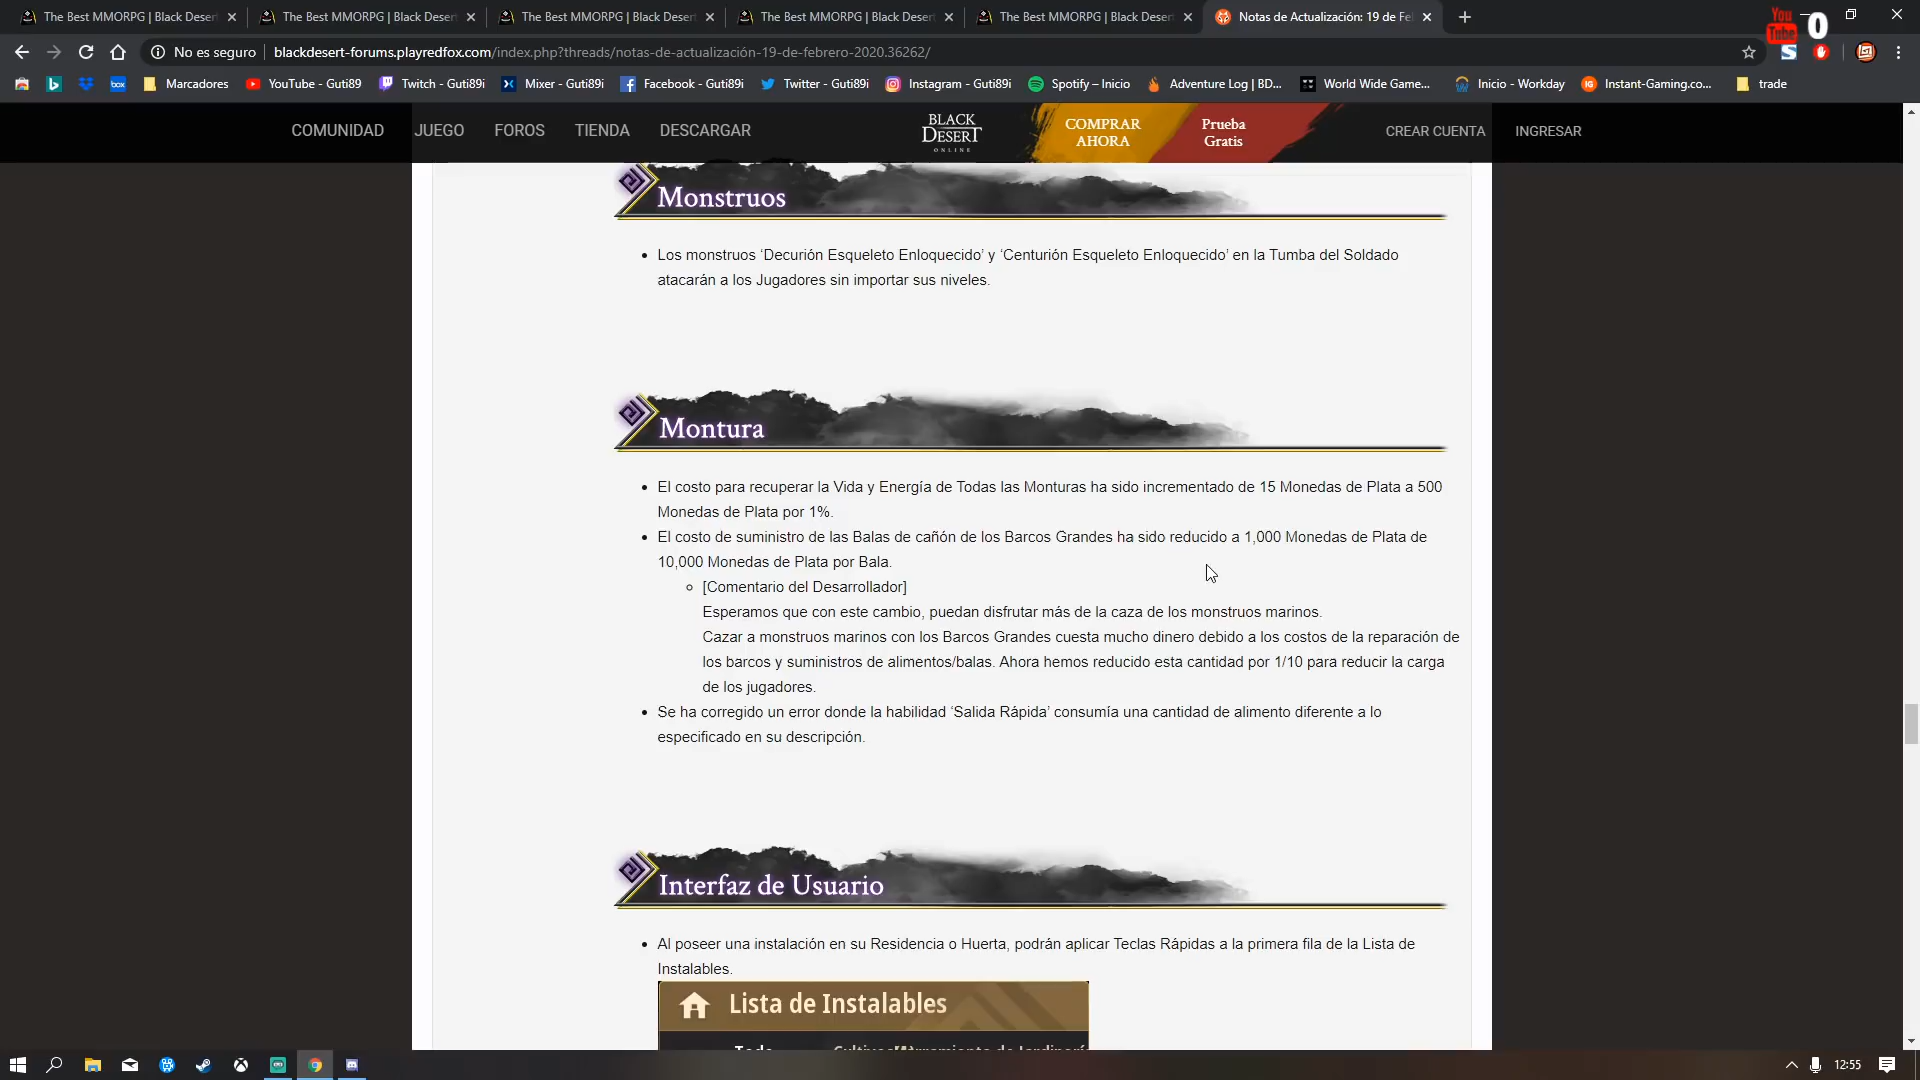 The Best MMORPG | Black Desert
The Best MMORPG | Black Desert
The Best MMORPG | Black Desert
The Best MMORPG | Black Desert
The Best MMORPG | Black Desert
Notas de Actualización: 19 de Fe
You Tube 0
No es seguro blackdesert-forums.playredfox.com/index.php?threads/notas-de-actualización-19-de-febrero-2020.36262/
Marcadores YouTube - Guti89 Twitch - Guti89i Mixer - Guti89i Facebook - Guti89i Twitter - Guti89i Instagram - Guti89i Spotify – Inicio Adventure Log | BD... World Wide Game... Inicio - Workday Instant-Gaming.co... trade
COMUNIDAD JUEGO FOROS TIENDA DESCARGAR
BLACK
DESERT
ONLINE
COMPRAR
AHORA
Prueba
Gratis
CREAR CUENTA INGRESAR
Monstruos
• Los monstruos ‘Decurión Esqueleto Enloquecido’ y ‘Centurión Esqueleto Enloquecido’ en la Tumba del Soldado
atacarán a los Jugadores sin importar sus niveles.
Montura
• El costo para recuperar la Vida y Energía de Todas las Monturas ha sido incrementado de 15 Monedas de Plata a 500
Monedas de Plata por 1%.
• El costo de suministro de las Balas de cañón de los Barcos Grandes ha sido reducido a 1,000 Monedas de Plata de
10,000 Monedas de Plata por Bala.
[Comentario del Desarrollador]
Esperamos que con este cambio, puedan disfrutar más de la caza de los monstruos marinos.
Cazar a monstruos marinos con los Barcos Grandes cuesta mucho dinero debido a los costos de la reparación de
los barcos y suministros de alimentos/balas. Ahora hemos reducido esta cantidad por 1/10 para reducir la carga
de los jugadores.
• Se ha corregido un error donde la habilidad ‘Salida Rápida’ consumía una cantidad de alimento diferente a lo
especificado en su descripción.
Interfaz de Usuario
• Al poseer una instalación en su Residencia o Huerta, podrán aplicar Teclas Rápidas a la primera fila de la Lista de
Instalables.
Lista de Instalables
Todo
12:55